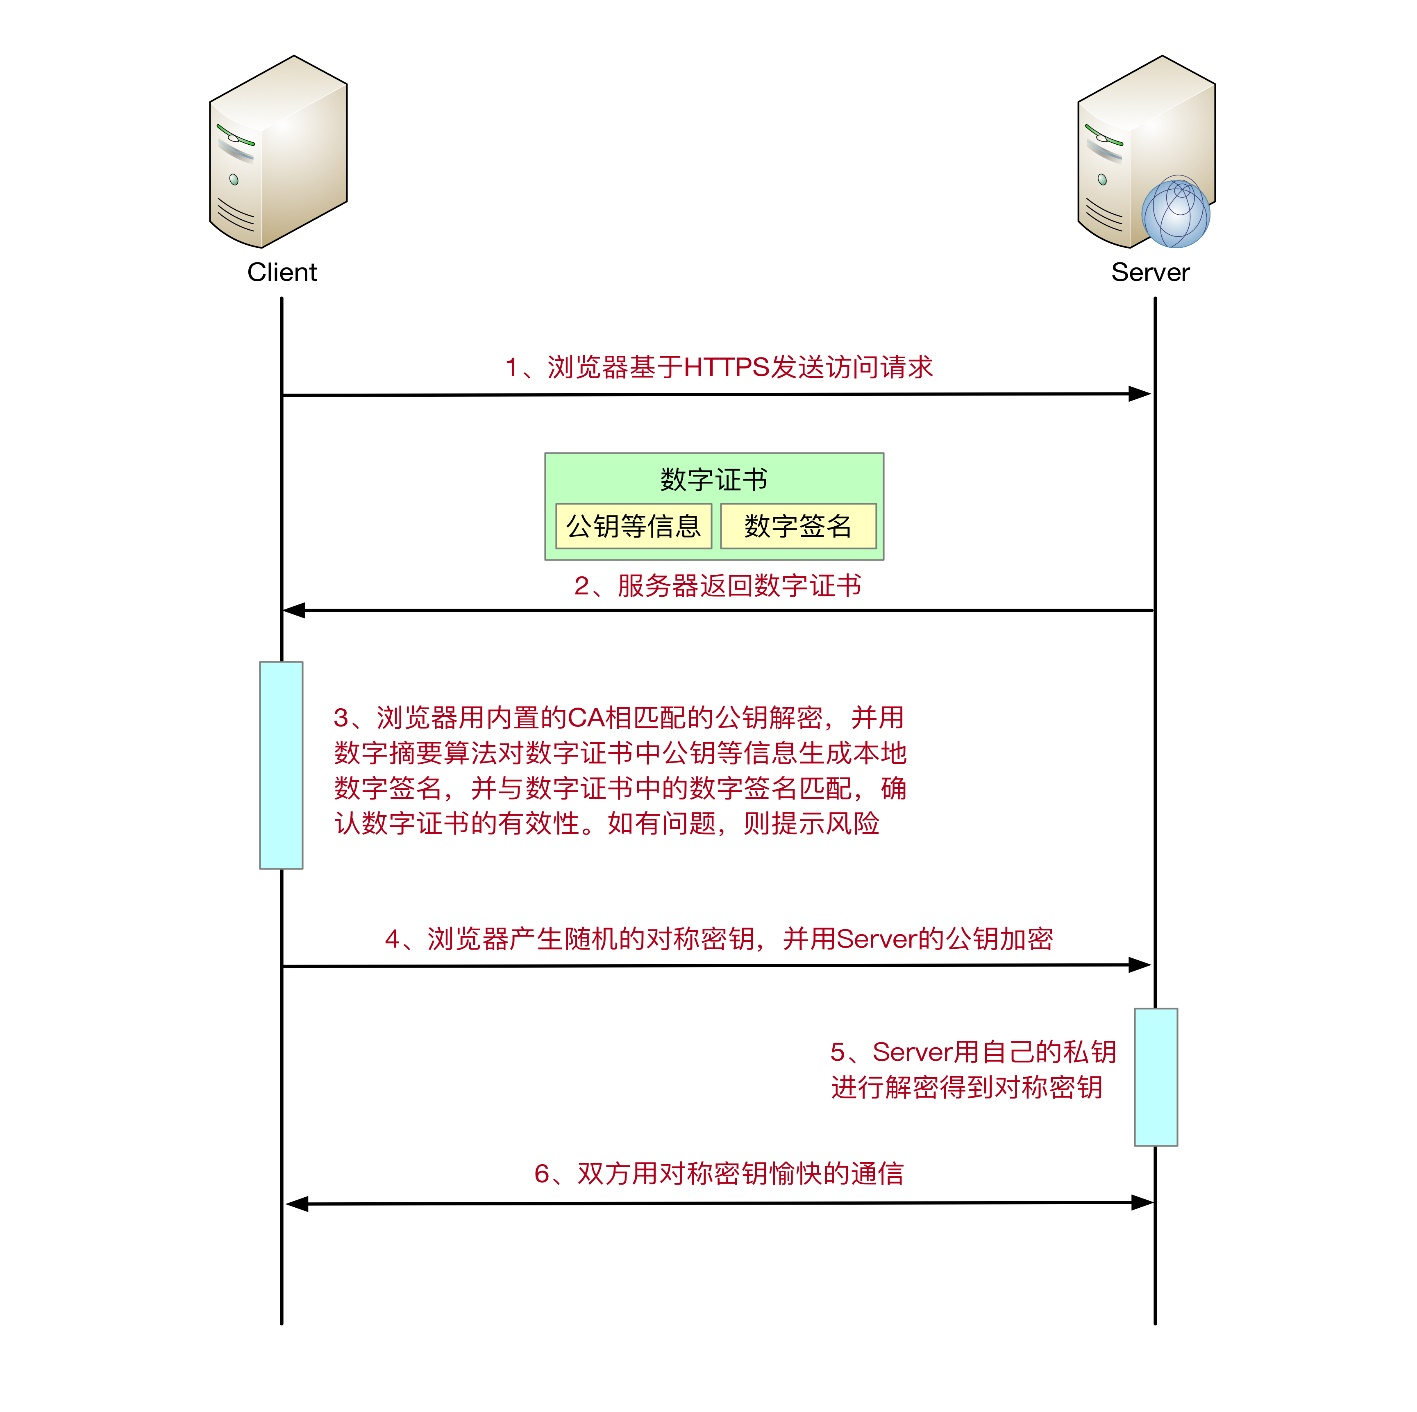 Client
Server
1、浏览器基于HTTPS发送访问请求
数字证书
公钥等信息
数字签名
2、服务器返回数字证书
3、浏览器用内置的CA相匹配的公钥解密，并用
数字摘要算法对数字证书中公钥等信息生成本地
数字签名，并与数字证书中的数字签名匹配，确
认数字证书的有效性。如有问题，则提示风险
4、浏览器产生随机的对称密钥，并用Server的公钥加密
5、Server用自己的私钥
进行解密得到对称密钥
6、双方用对称密钥愉快的通信